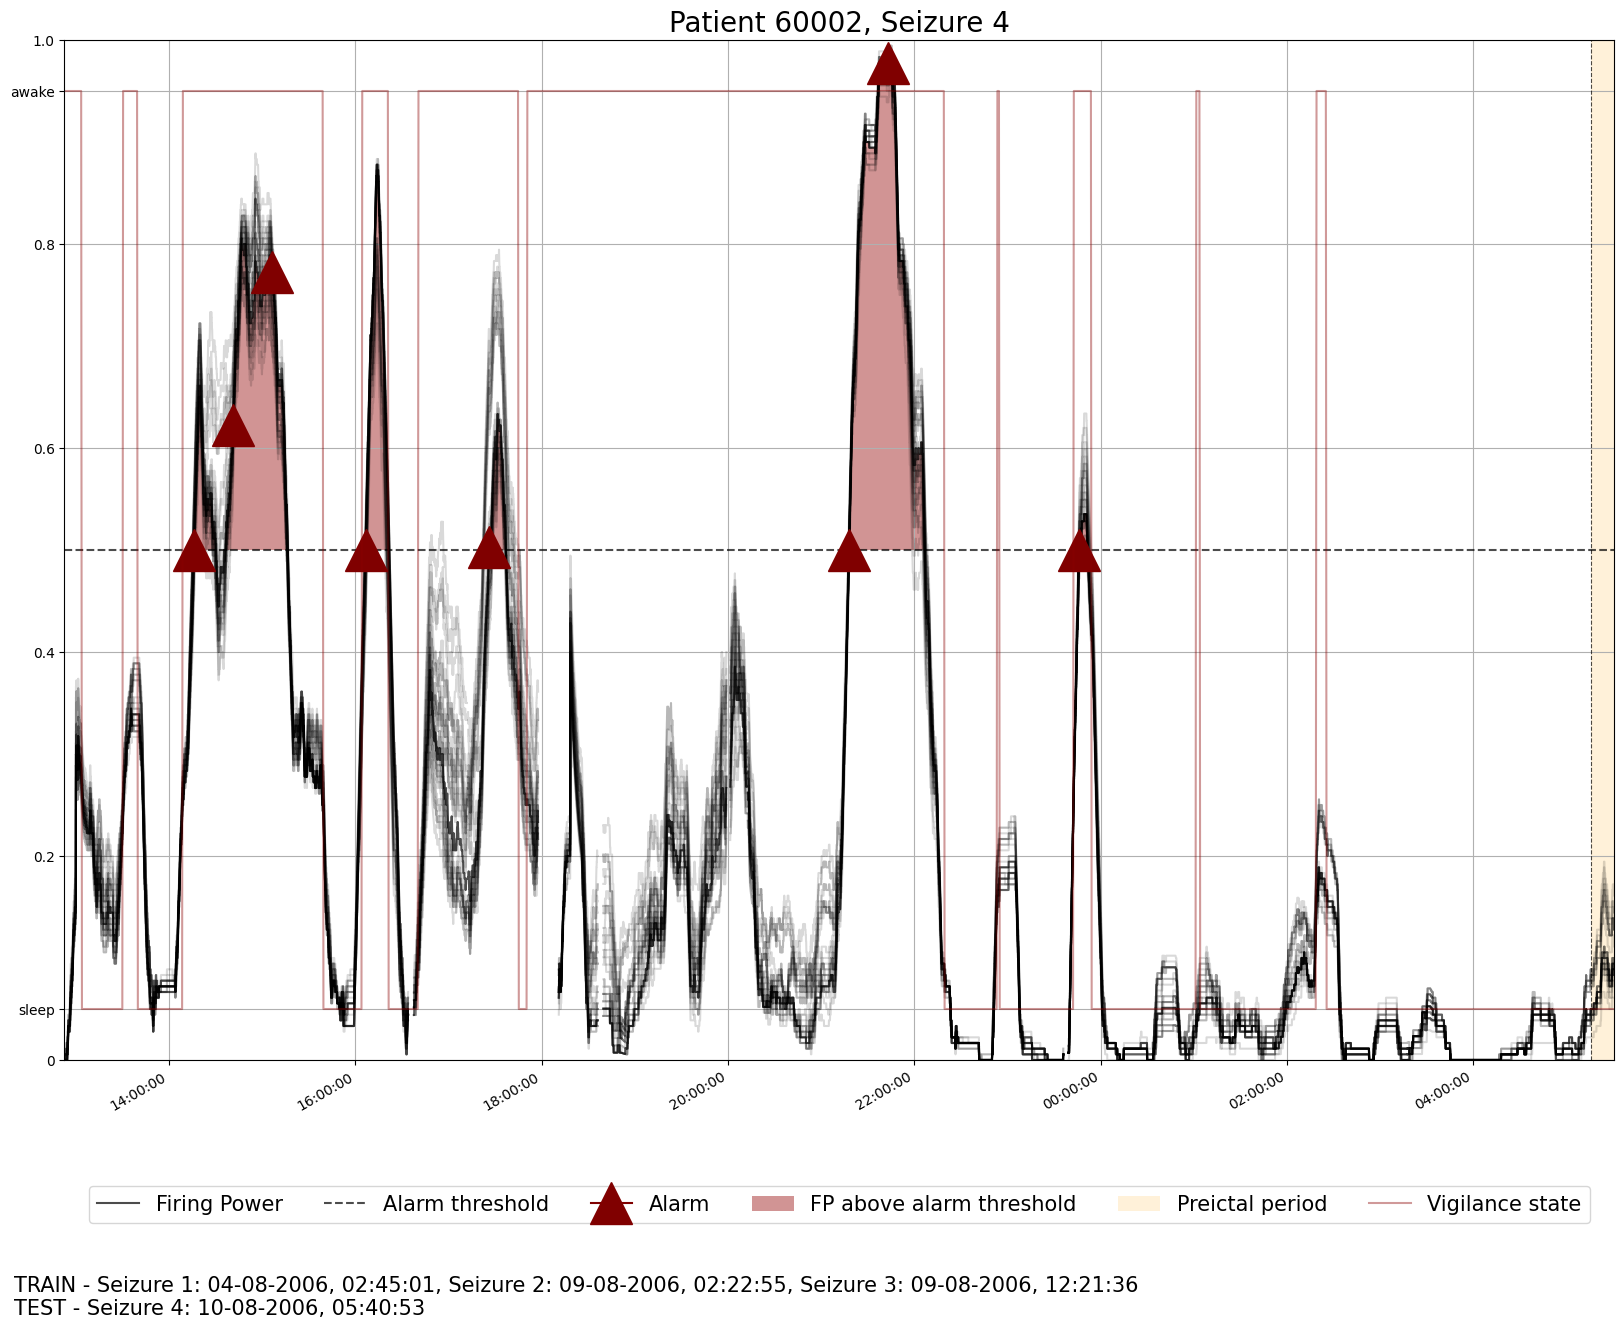 Patient 60002, Seizure 4
1.0
awake
0.8
0.6
0.4
0.2
sleep
0
14:00:00
16:00:00
18:00:00
20:00:00
22:00:00
00:00:00
02:00:00
04:00:00
Firing Power
Alarm threshold
Alarm
FP above alarm threshold
Preictal period
Vigilance state
TRAIN - Seizure 1: 04-08-2006, 02:45:01, Seizure 2: 09-08-2006, 02:22:55, Seizure 3: 09-08-2006, 12:21:36
TEST - Seizure 4: 10-08-2006, 05:40:53